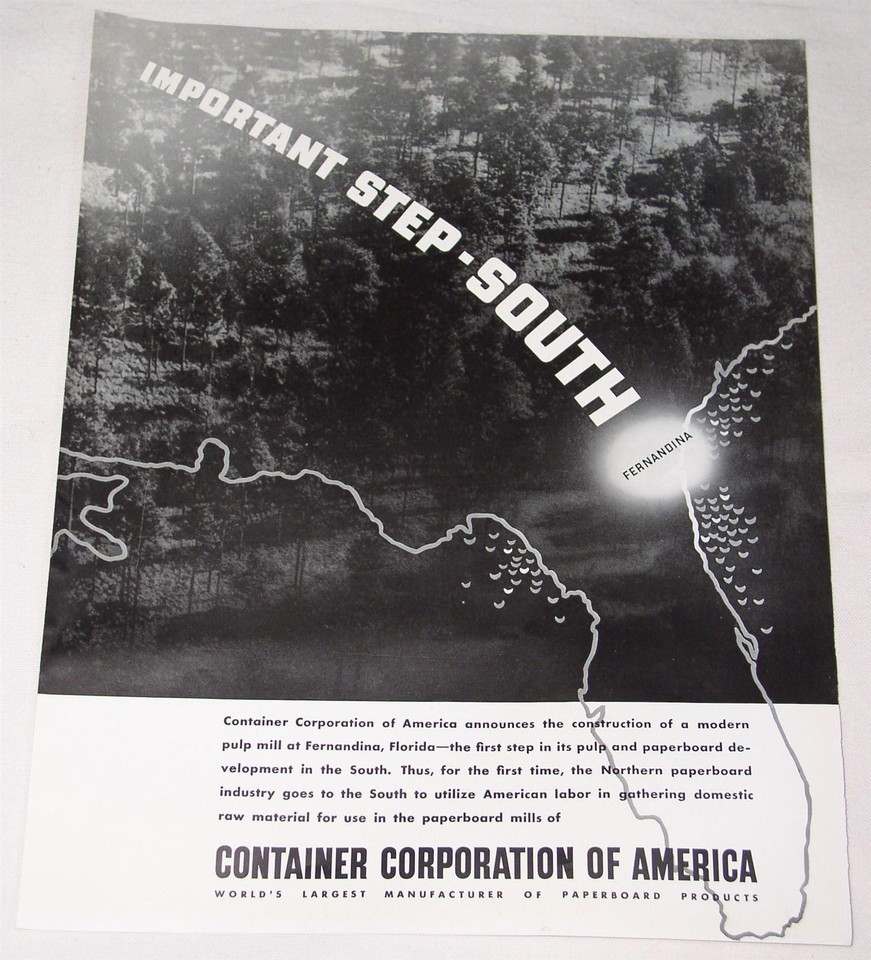 IMPORTANT STEP·SOUTH
FERNANDINA
Container Corporation of America announces the construction of a modern
pulp mill at Fernandina, Florida—the first step in its pulp and paperboard de-
velopment in the South. Thus, for the first time, the Northern paperboard
industry goes to the South to utilize American labor in gathering domestic
raw material for use in the paperboard mills of
CONTAINER CORPORATION OF AMERICA
WORLD'S LARGEST MANUFACTURER OF PAPERBOARD PRODUCTS